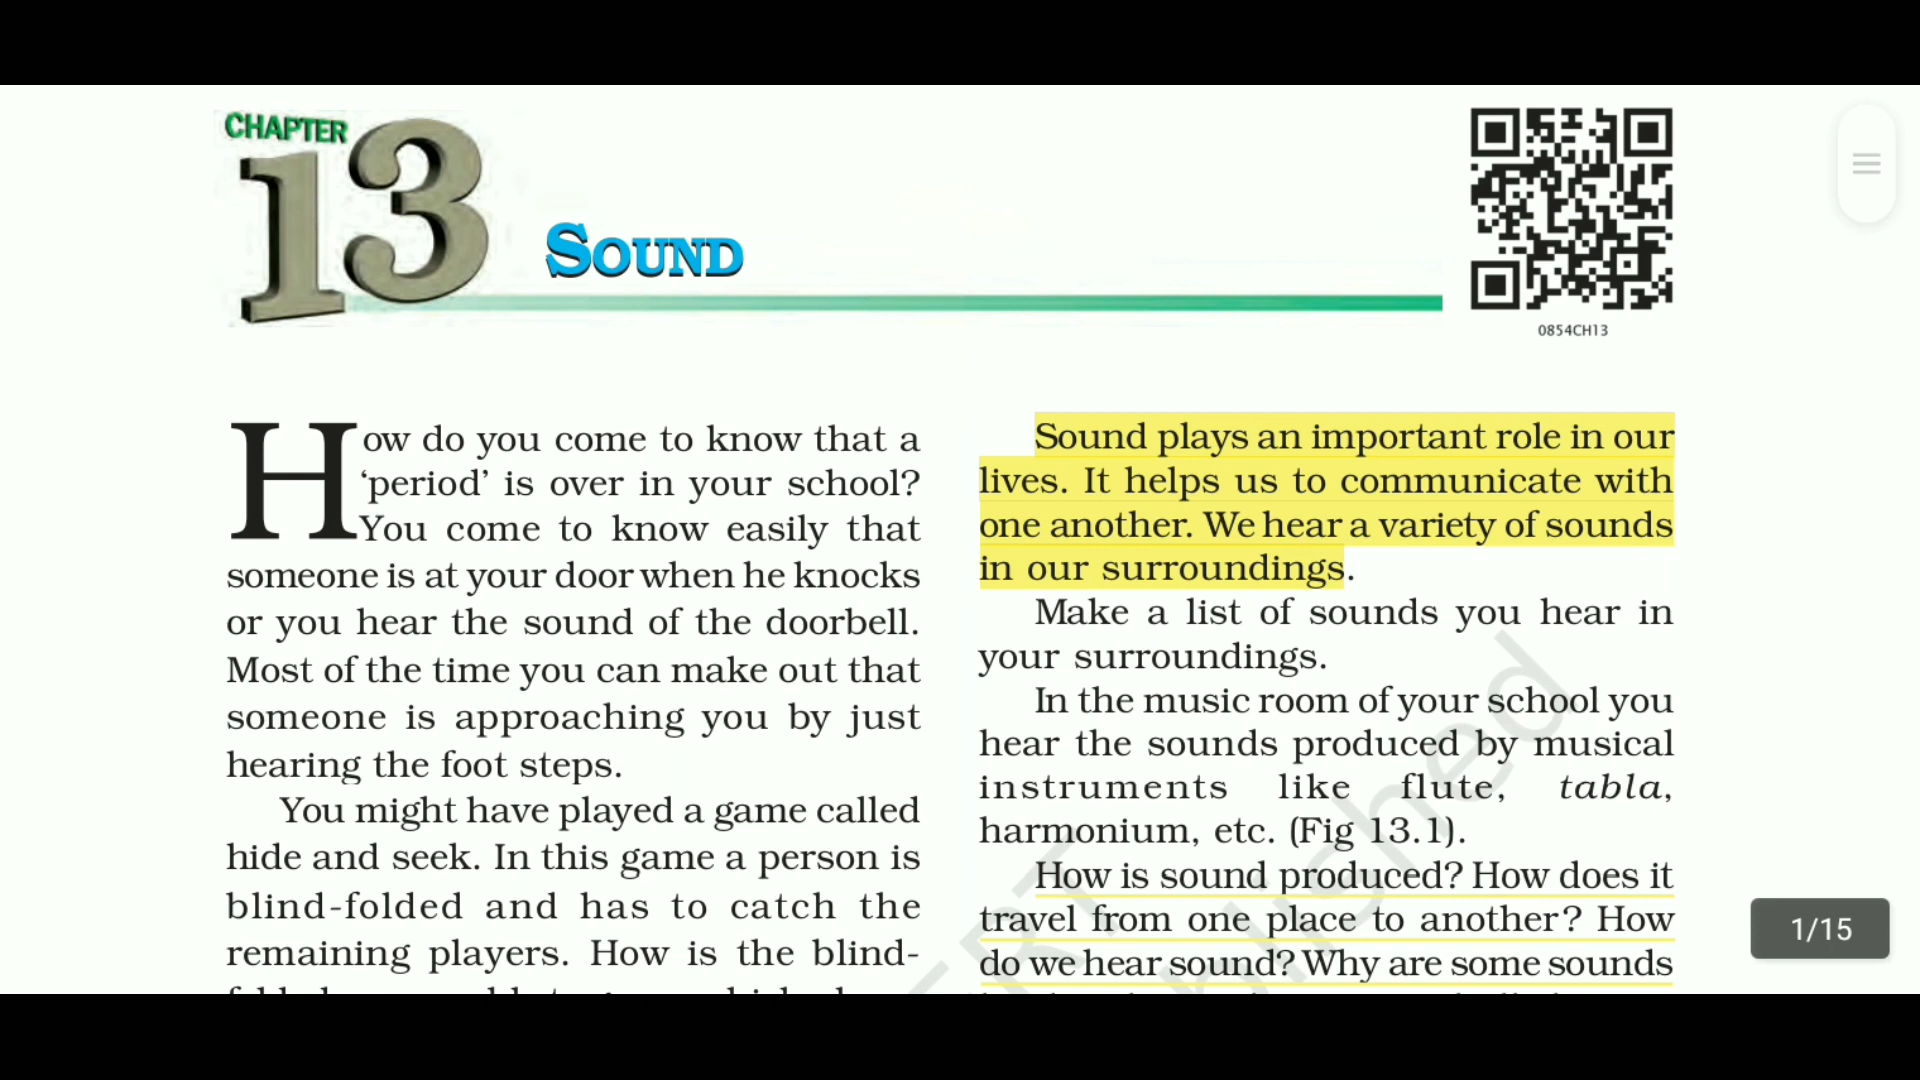 CHAPTER
13
SOUND
0854CH13
How do you come to know that a
‘period’ is over in your school?
You come to know easily that
someone is at your door when he knocks
or you hear the sound of the doorbell.
Most of the time you can make out that
someone is approaching you by just
hearing the foot steps.
You might have played a game called
hide and seek. In this game a person is
blind-folded and has to catch the
remaining players. How is the blind-
Sound plays an important role in our
lives. It helps us to communicate with
one another. We hear a variety of sounds
in our surroundings.
Make a list of sounds you hear in
your surroundings.
In the music room of your school you
hear the sounds produced by musical
instruments like flute, tabla,
harmonium, etc. (Fig 13.1).
How is sound produced? How does it
travel from one place to another? How
do we hear sound? Why are some sounds
1/15